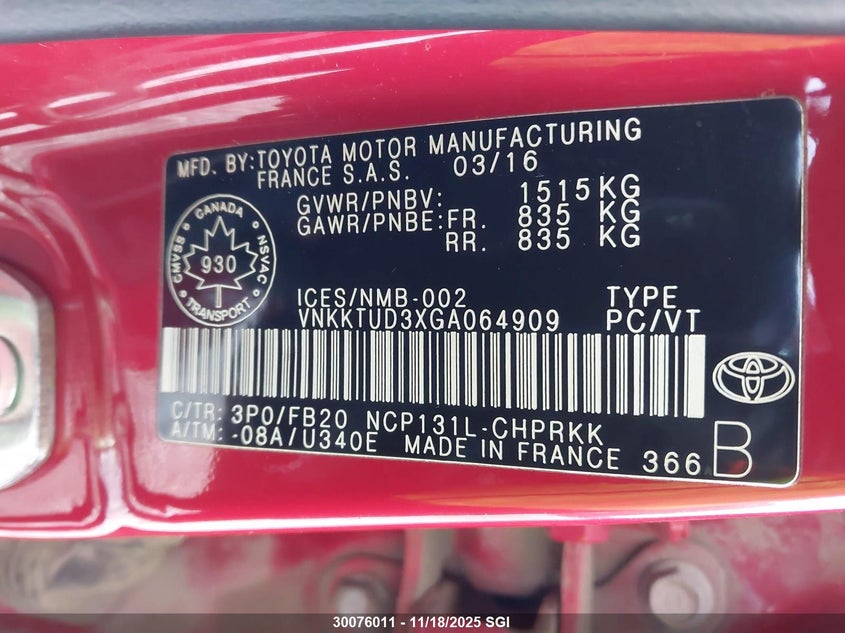 MFD. BY: TOYOTA MOTOR MANUFACTURING
FRANCE S.A.S. 03/16
GVWR/PNBV: 1515 KG
GAWR/PNBE: FR. 835 KG
RR. 835 KG
CANADA
CMVSS 930 NSVAC
TRANSPORT
ICES/NMB-002 TYPE
VNKKTUD3XGA064909 PC/VT
C/TR: 3P0/FB20 NCP131L-CHPRKK
A/TM: -08A/U340E MADE IN FRANCE 366 B
30076011 - 11/18/2025 SGI